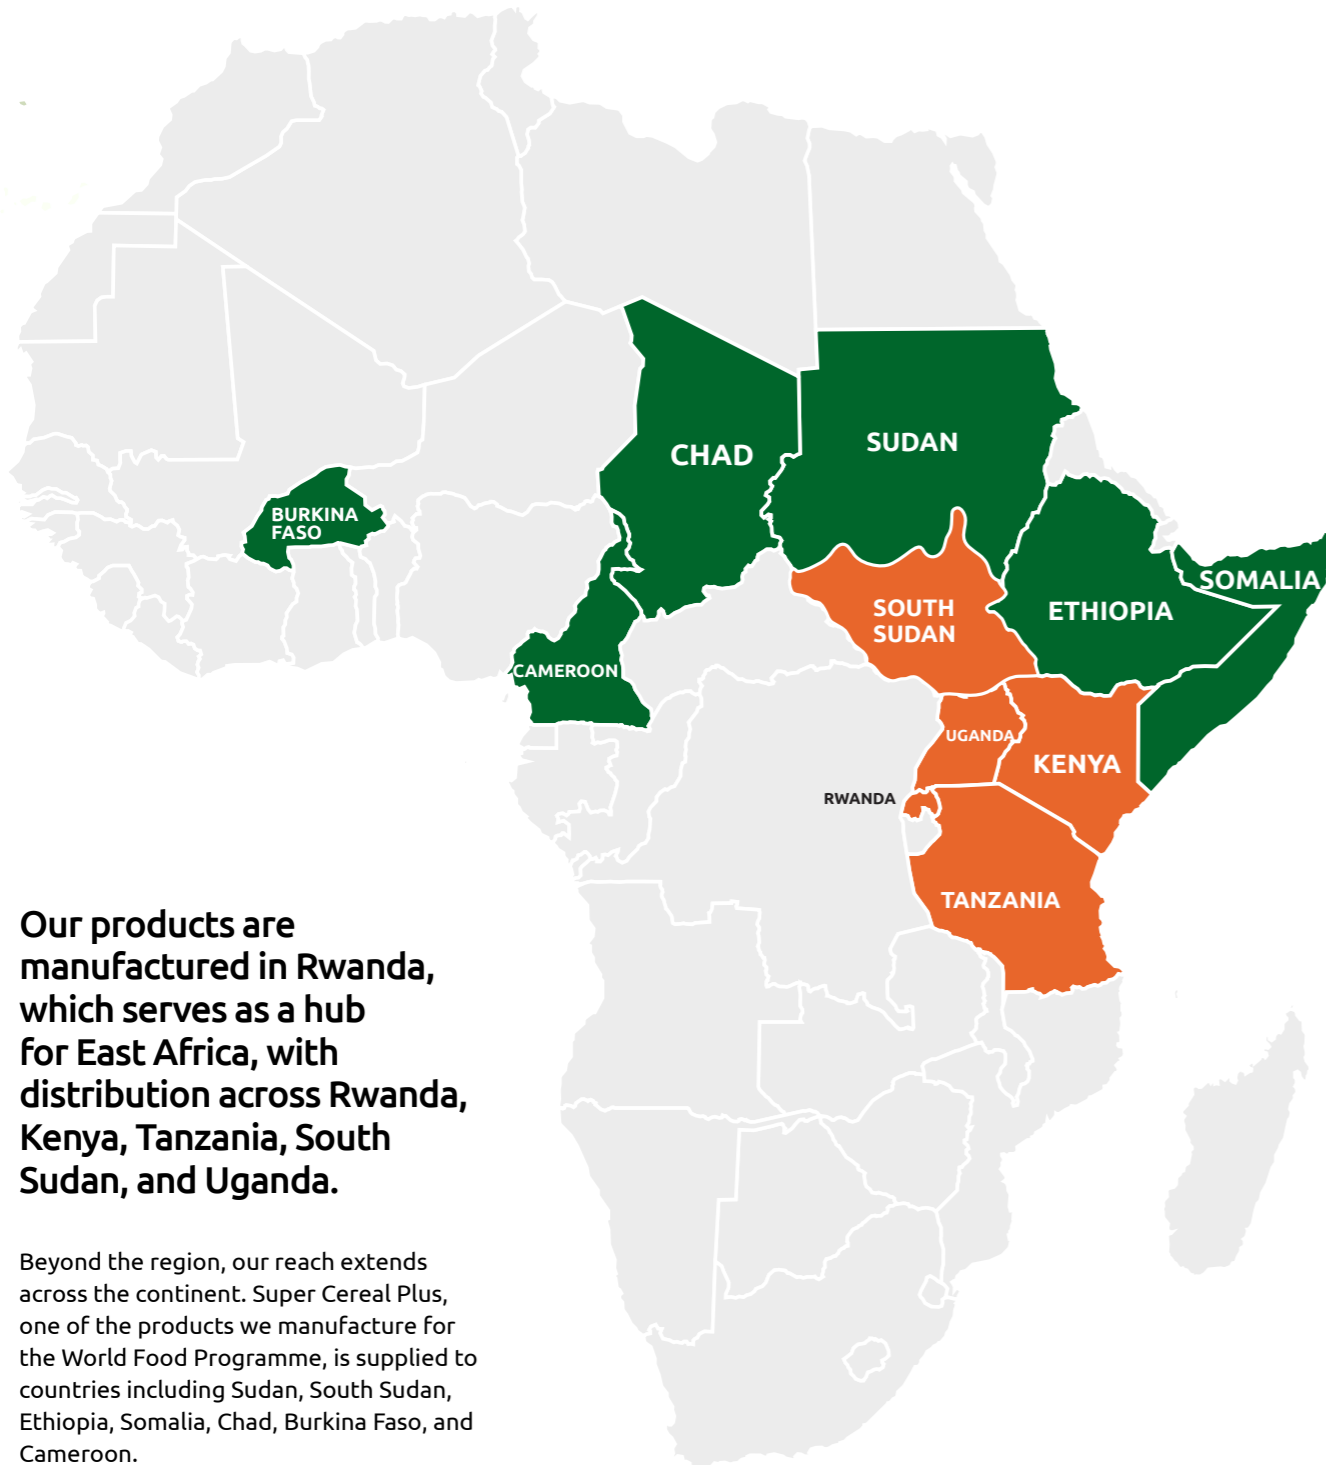 CHAD
SUDAN
BURKINA
FASO
SOMALIA
ETHIOPIA
SOUTH
SUDAN
CAMEROON
UGANDA
KENYA
RWANDA
TANZANIA
Our products are
manufactured in Rwanda,
which serves as a hub
for East Africa, with
distribution across Rwanda,
Kenya, Tanzania, South
Sudan, and Uganda.
Beyond the region, our reach extends
across the continent. Super Cereal Plus,
one of the products we manufacture for
the World Food Programme, is supplied to
countries including Sudan, South Sudan,
Ethiopia, Somalia, Chad, Burkina Faso, and
Cameroon.